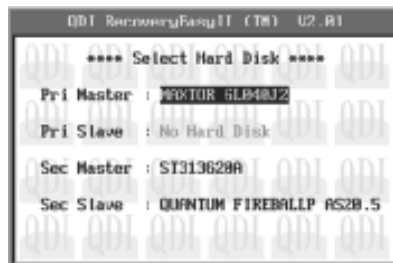 QDI RecoveryEasyII (TM) V2.01
**** Select Hard Disk ****
Pri Master : MAXTOR 6L040J2
Pri Slave : No Hard Disk
Sec Master : ST313620A
Sec Slave : QUANTUM FIREBALLP AS20.5